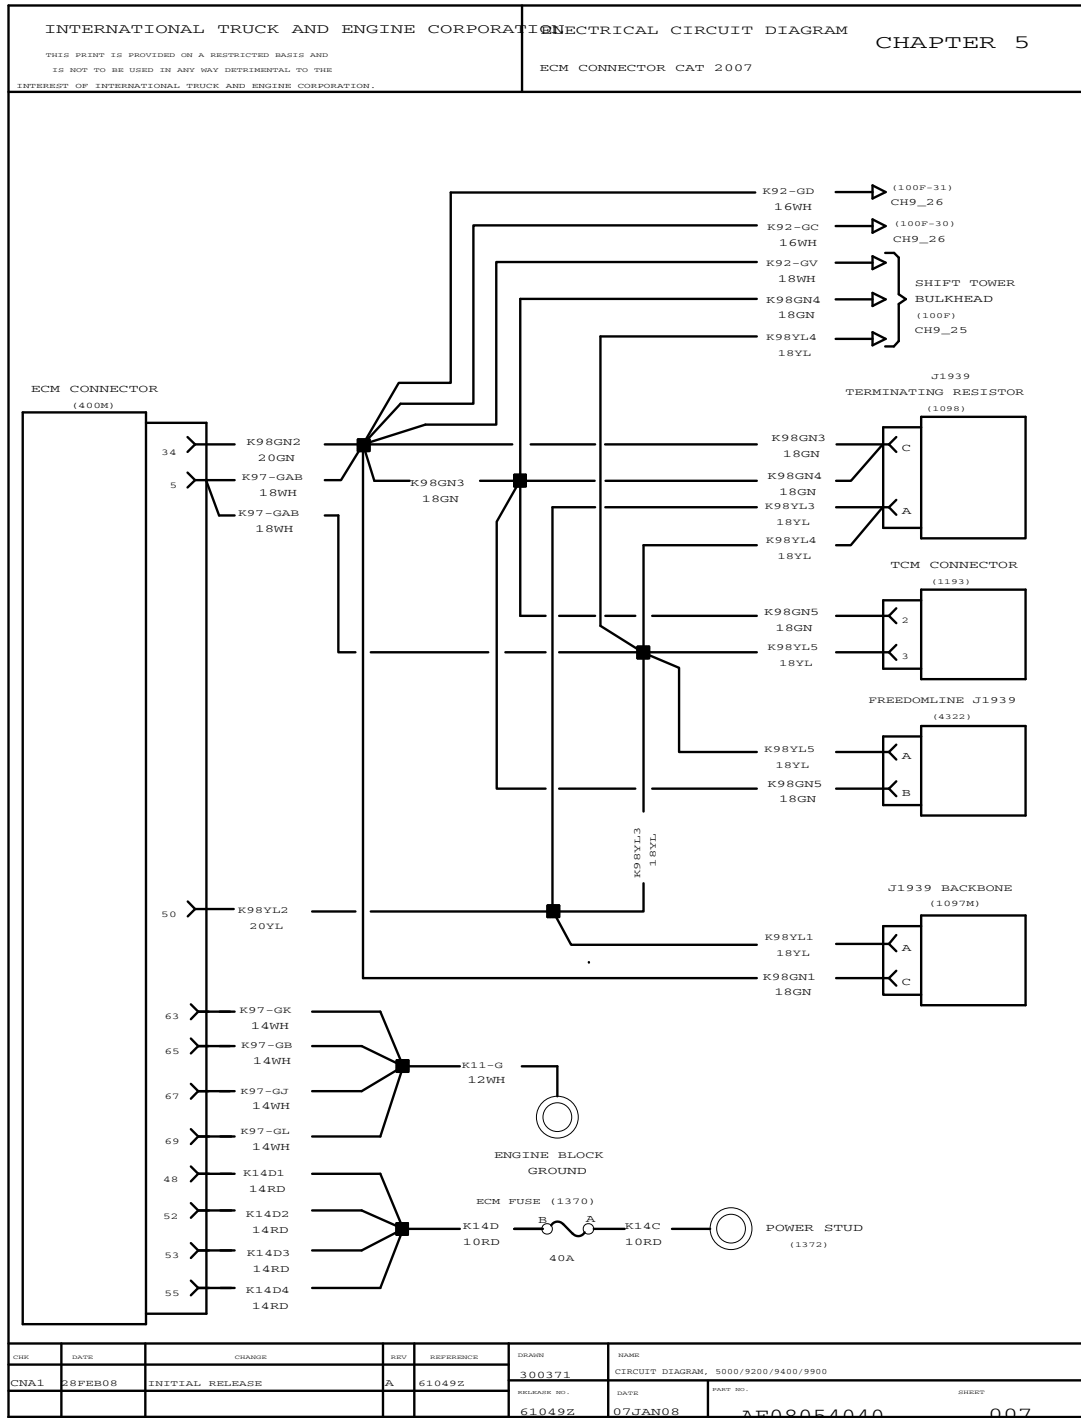 INTERNATIONAL TRUCK AND ENGINE CORPORATION
THIS PRINT IS PROVIDED ON A RESTRICTED BASIS AND
IS NOT TO BE USED IN ANY WAY DETRIMENTAL TO THE
INTEREST OF INTERNATIONAL TRUCK AND ENGINE CORPORATION.
ELECTRICAL CIRCUIT DIAGRAM
ECM CONNECTOR CAT 2007
CHAPTER 5
K92-GD
16WH
(100F-31)
CH9_26
K92-GC
16WH
(100F-30)
CH9_26
K92-GV
18WH
K98GN4
18GN
K98YL4
18YL
SHIFT TOWER
BULKHEAD
(100F)
CH9_25
ECM CONNECTOR
(400M)
J1939
TERMINATING RESISTOR
(1098)
34
K98GN2
20GN
5
K97-GAB
18WH
K97-GAB
18WH
K98GN3
18GN
K98GN3
18GN
C
K98GN4
18GN
K98YL3
18YL
A
K98YL4
18YL
TCM CONNECTOR
(1193)
K98GN5
18GN
2
K98YL5
18YL
3
FREEDOMLINE J1939
(4322)
K98YL5
18YL
A
K98GN5
18GN
B
K98YL3
18YL
50
K98YL2
20YL
J1939 BACKBONE
(1097M)
K98YL1
18YL
A
K98GN1
18GN
C
63
K97-GK
14WH
65
K97-GB
14WH
67
K97-GJ
14WH
69
K97-GL
14WH
K11-G
12WH
ENGINE BLOCK
GROUND
48
K14D1
14RD
52
K14D2
14RD
53
K14D3
14RD
55
K14D4
14RD
ECM FUSE (1370)
K14D
10RD
B
A
40A
K14C
10RD
POWER STUD
(1372)
CHK DATE CHANGE REV REFERENCE
CNA1 28FEB08 INITIAL RELEASE A 61049Z
DRAWN
300371
NAME
CIRCUIT DIAGRAM, 5000/9200/9400/9900
RELEASE NO.
61049Z
DATE
07JAN08
PART NO.
AE08054040
SHEET
007